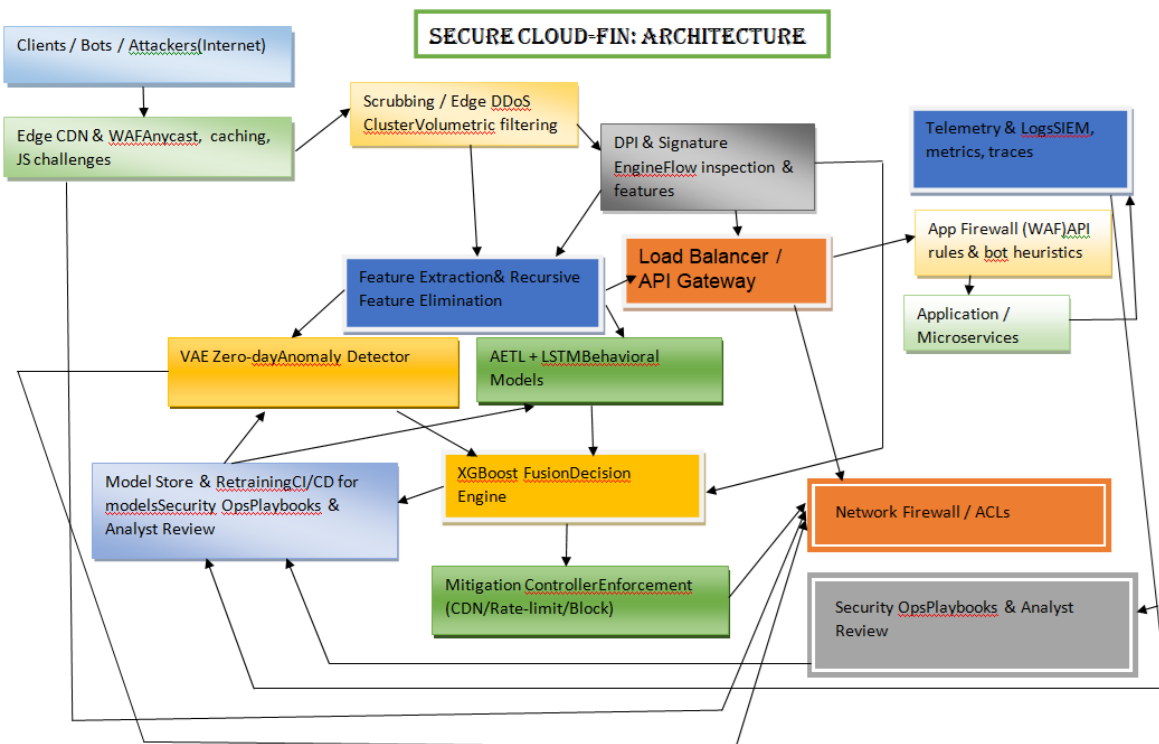 SECURE CLOUD-FIN: ARCHITECTURE
Clients / Bots / Attackers(Internet)
Edge CDN & WAFAnycast, caching,
JS challenges
Scrubbing / Edge DDoS
ClusterVolumetric filtering
DPI & Signature
EngineFlow inspection &
features
Telemetry & LogsSIEM,
metrics, traces
App Firewall (WAF)API
rules & bot heuristics
Load Balancer /
API Gateway
Feature Extraction& Recursive
Feature Elimination
Application /
Microservices
VAE Zero-dayAnomaly Detector
AETL + LSTMBehavioral
Models
Model Store & RetrainingCI/CD for
modelsSecurity OpsPlaybooks &
Analyst Review
XGBoost FusionDecision
Engine
Network Firewall / ACLs
Mitigation ControllerEnforcement
(CDN/Rate-limit/Block)
Security OpsPlaybooks & Analyst
Review